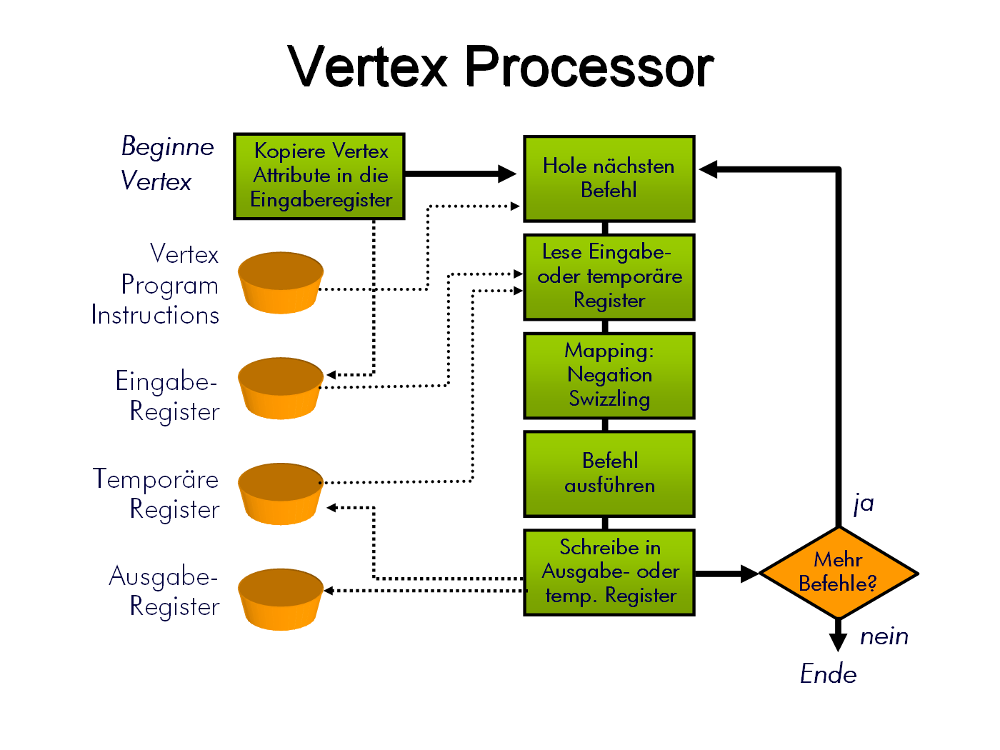 Vertex Processor
Beginne
Vertex
Kopiere Vertex
Attribute in die
Eingaberegister
Hole nächsten
Befehl
Vertex
Program
Instructions
Lese Eingabe-
oder temporäre
Register
Eingabe-
Register
Mapping:
Negation
Swizzling
Temporäre
Register
Befehl
ausführen
Ausgabe-
Register
Schreibe in
Ausgabe- oder
temp. Register
ja
Mehr
Befehle?
nein
Ende